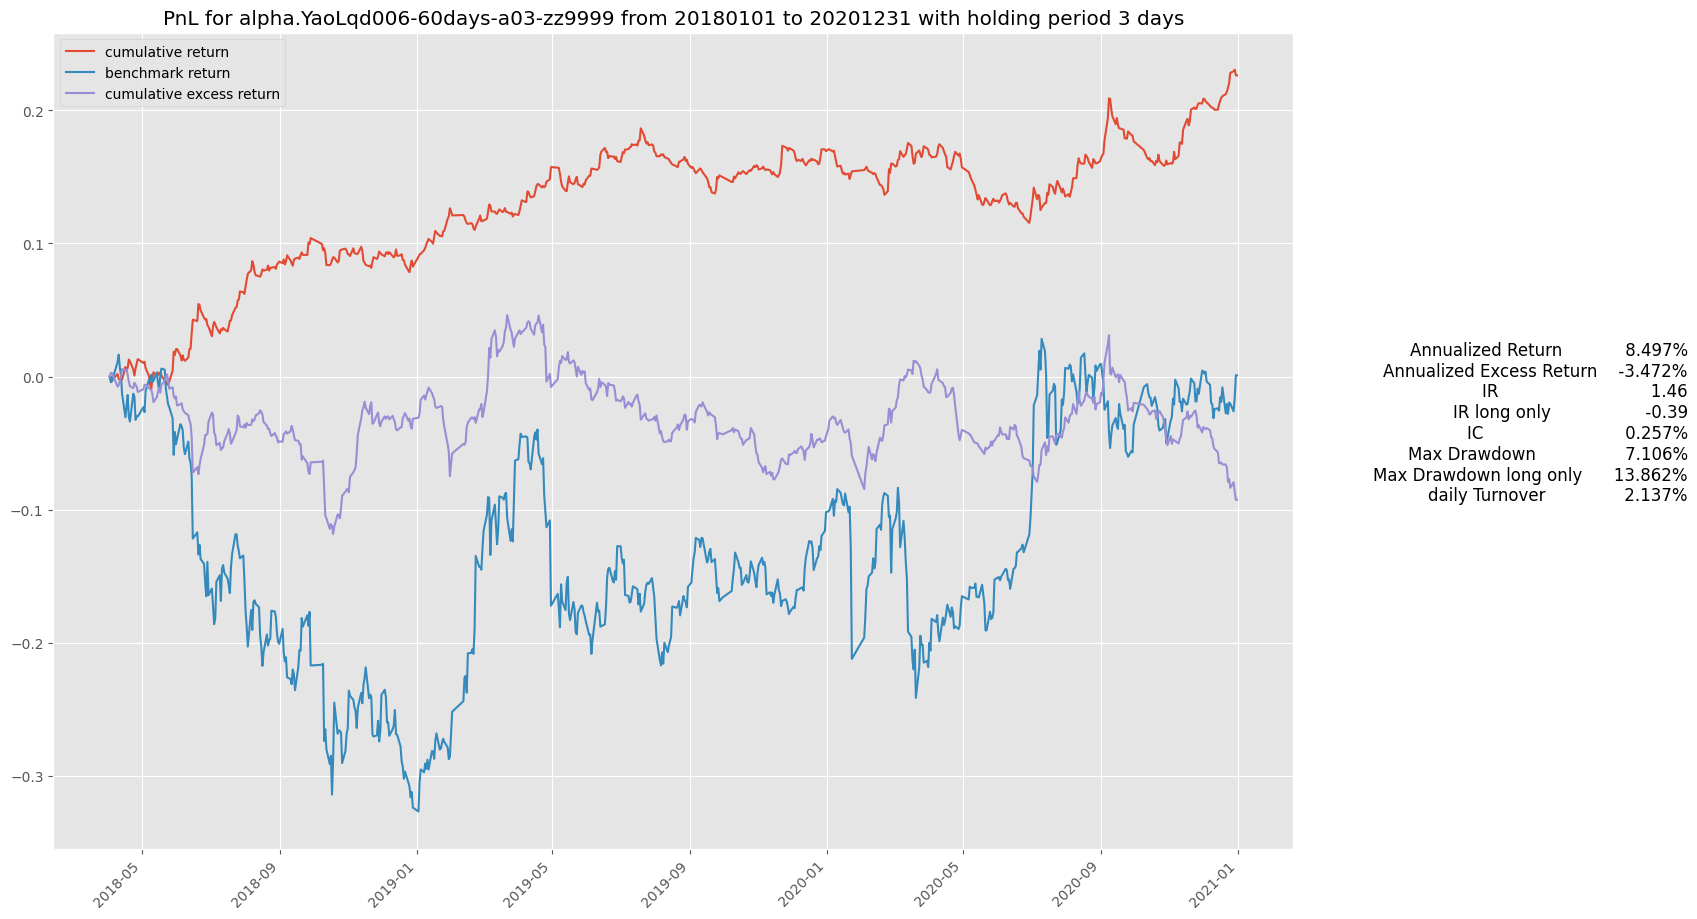 PnL for alpha.YaoLqd006-60days-a03-zz9999 from 20180101 to 20201231 with holding period 3 days
cumulative return
benchmark return
cumulative excess return
0.2
0.1
0.0
−0.1
−0.2
−0.3
2018-05
2018-09
2019-01
2019-05
2019-09
2020-01
2020-05
2020-09
2021-01
Annualized Return 8.497%
Annualized Excess Return -3.472%
IR 1.46
IR long only -0.39
IC 0.257%
Max Drawdown 7.106%
Max Drawdown long only 13.862%
daily Turnover 2.137%